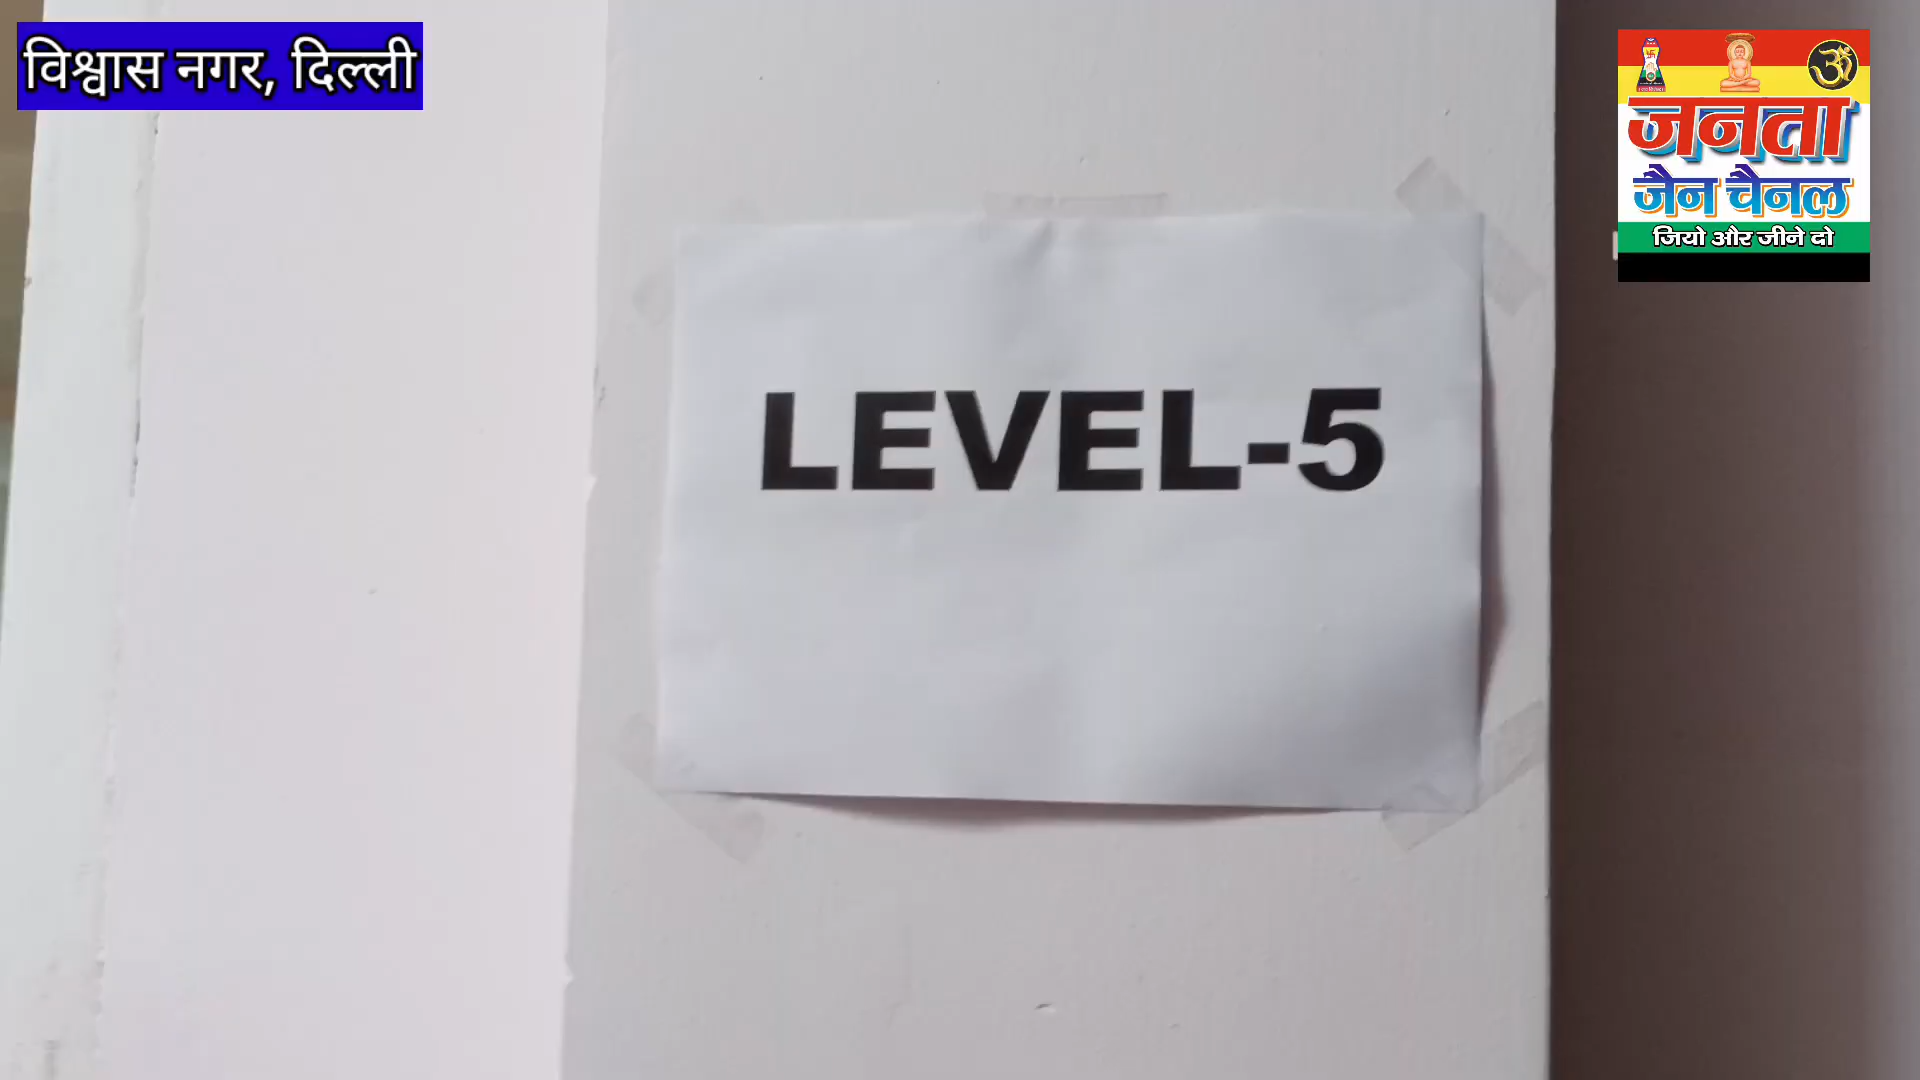 विश्वास नगर, दिल्ली
जनता
जैन चैनल
जियो और जीने दो
LEVEL-5